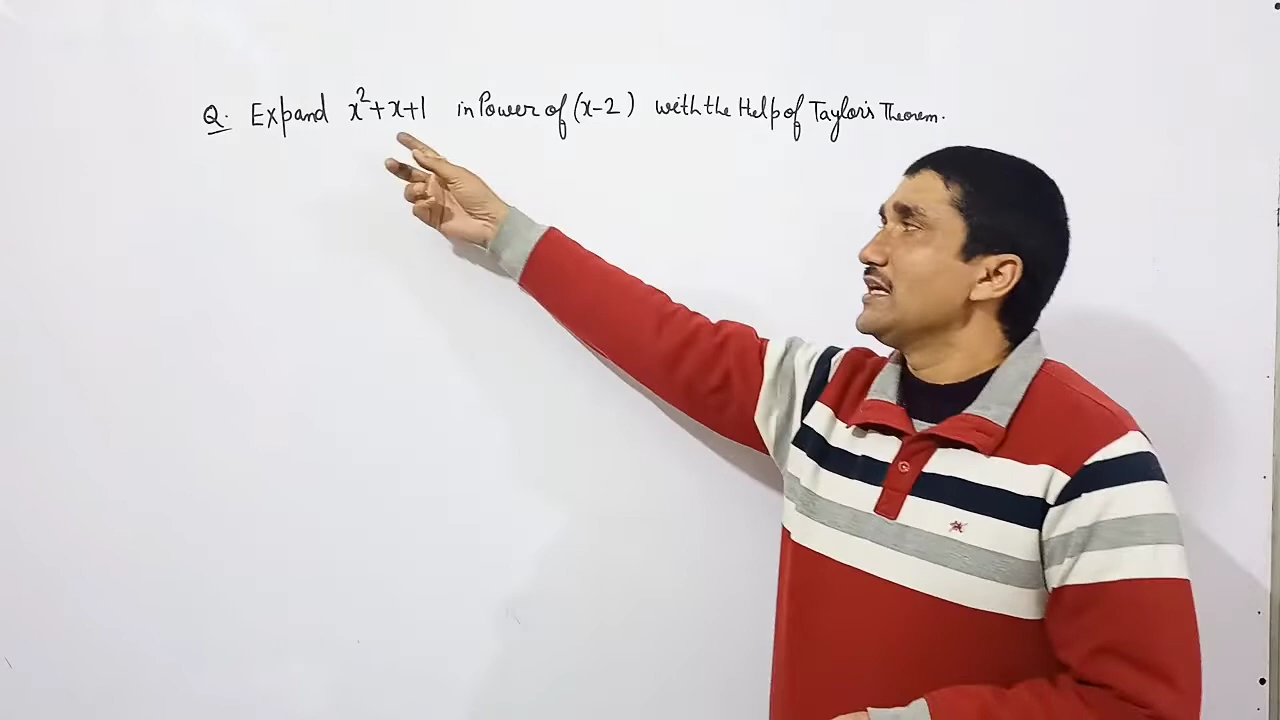 Q. Expand x²+x+1 in Power of (x-2) with the Help of Taylor's Theorem.